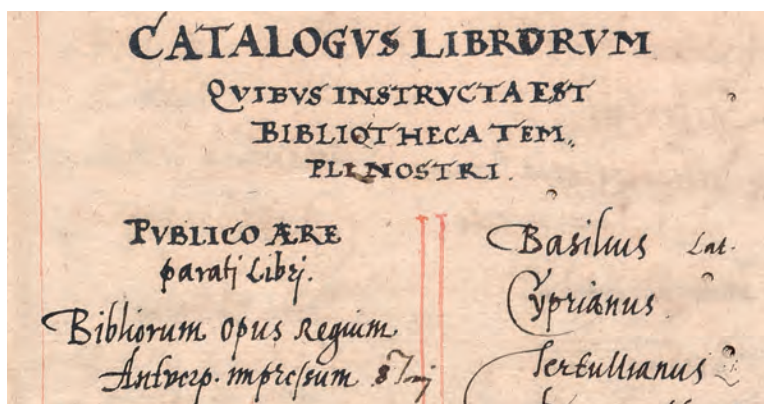 CATALOGVS LIBRORVM
QVIBVS INSTRVCTA EST
BIBLIOTHECA TEM,
PLI NOSTRI.
PVBLICO ÆRE
parati Libri.
Bibliorum opus Regium
Antverp. impressum
Basilius Lat.
Cyprianus
Tertullianus